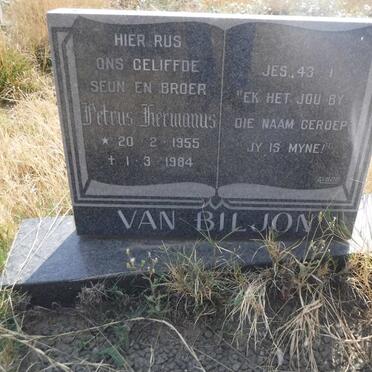 HIER RUS
ONS GELIEFDE
SEUN EN BROER
Petrus Hermanus
* 20-2-1955
+ 1-3-1984
JES. 43 1
"EK HET JOU BY
DIE NAAM GEROEP
JY IS MYNE!"
VAN BILJON